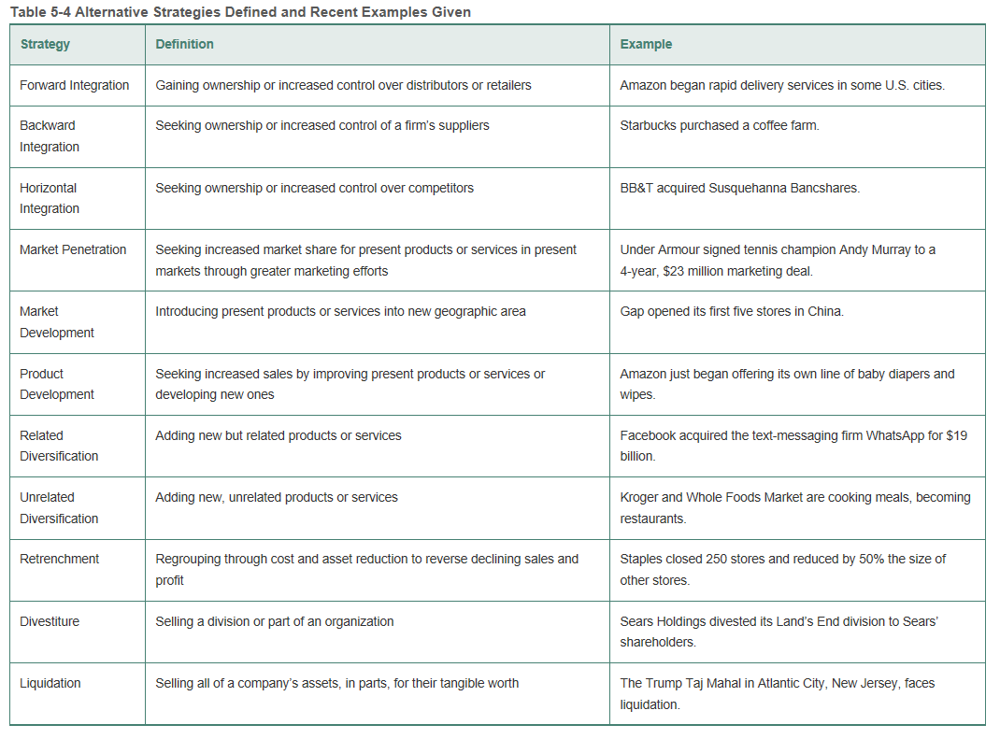 Table 5-4 Alternative Strategies Defined and Recent Examples Given
Strategy Definition Example
Forward Integration Gaining ownership or increased control over distributors or retailers Amazon began rapid delivery services in some U.S. cities.
Backward Seeking ownership or increased control of a firm’s suppliers Starbucks purchased a coffee farm.
Integration
Horizontal Seeking ownership or increased control over competitors BB&T acquired Susquehanna Bancshares.
Integration
Market Penetration Seeking increased market share for present products or services in present Under Armour signed tennis champion Andy Murray to a
markets through greater marketing efforts 4-year, $23 million marketing deal.
Market Introducing present products or services into new geographic area Gap opened its first five stores in China.
Development
Product Seeking increased sales by improving present products or services or Amazon just began offering its own line of baby diapers and
Development developing new ones wipes.
Related Adding new but related products or services Facebook acquired the text-messaging firm WhatsApp for $19
Diversification billion.
Unrelated Adding new, unrelated products or services Kroger and Whole Foods Market are cooking meals, becoming
Diversification restaurants.
Retrenchment Regrouping through cost and asset reduction to reverse declining sales and Staples closed 250 stores and reduced by 50% the size of
profit other stores.
Divestiture Selling a division or part of an organization Sears Holdings divested its Land’s End division to Sears’
shareholders.
Liquidation Selling all of a company’s assets, in parts, for their tangible worth The Trump Taj Mahal in Atlantic City, New Jersey, faces
liquidation.